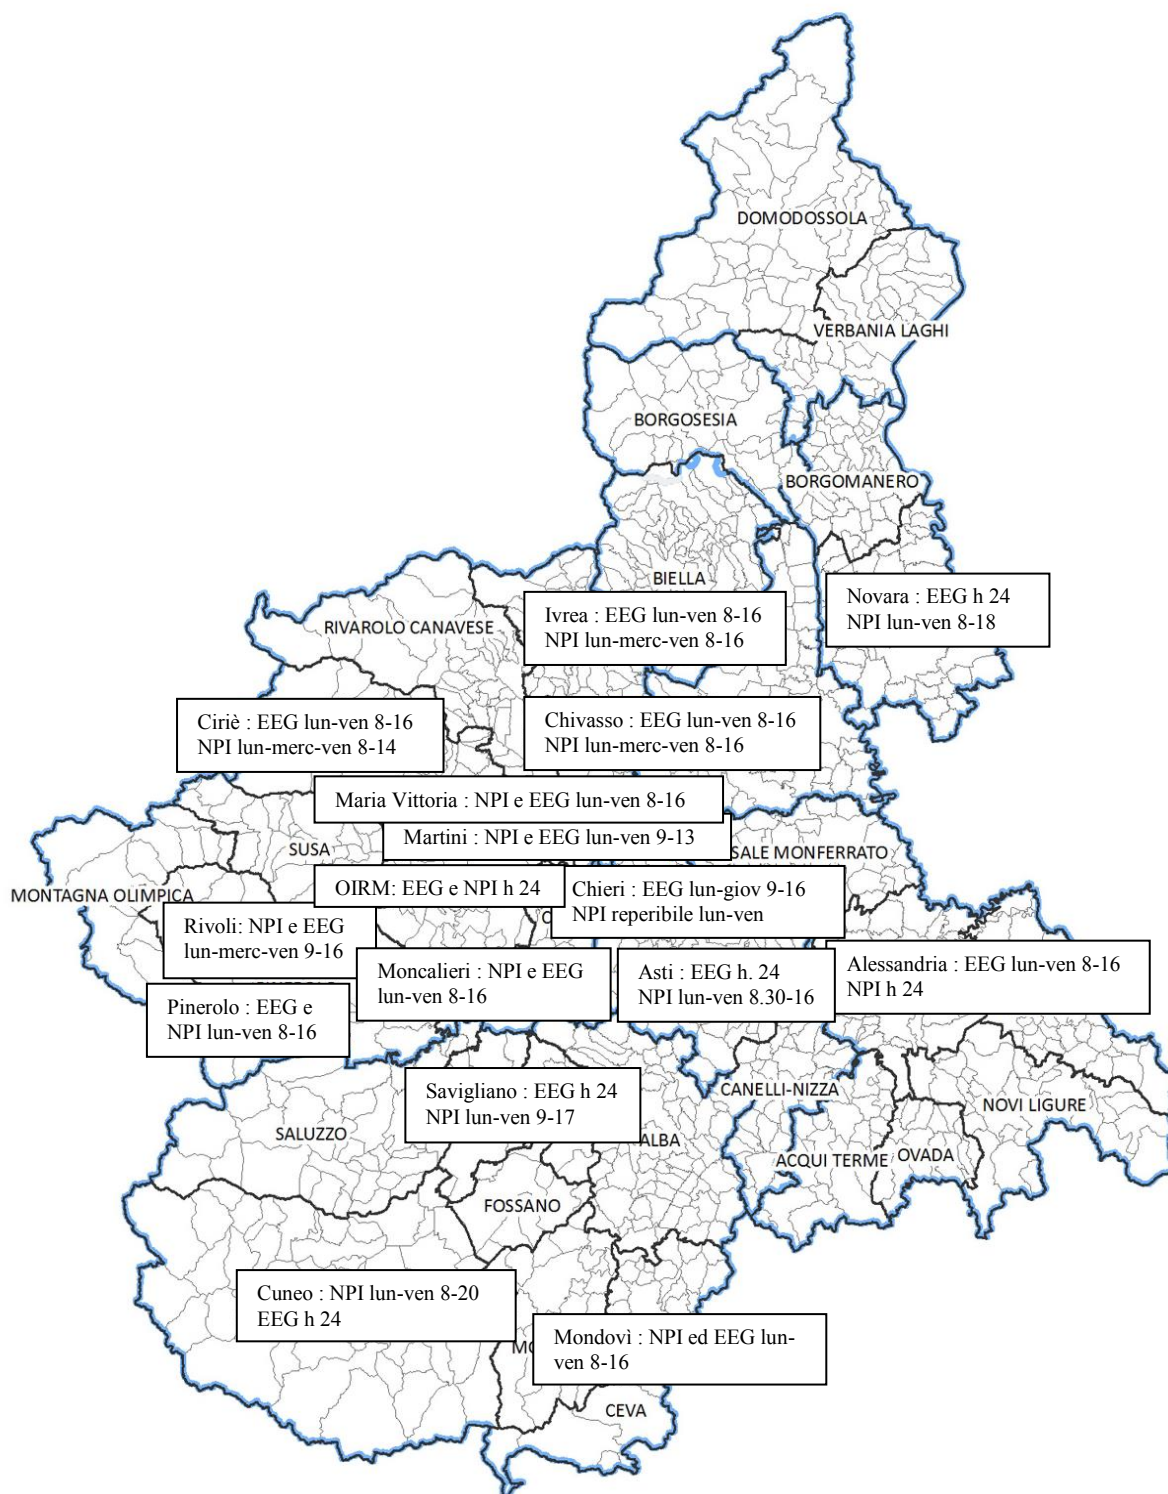 DOMODOSSOLA
VERBANIA LAGHI
BORGOSESIA
BORGOMANERO
BIELLA
Novara : EEG h 24
NPI lun-ven 8-18
Ivrea : EEG lun-ven 8-16
NPI lun-merc-ven 8-16
RIVAROLO CANAVESE
Ciriè : EEG lun-ven 8-16
NPI lun-merc-ven 8-14
Chivasso : EEG lun-ven 8-16
NPI lun-merc-ven 8-16
Maria Vittoria : NPI e EEG lun-ven 8-16
Martini : NPI e EEG lun-ven 9-13
SUSA
SALE MONFERRATO
MONTAGNA OLIMPICA
OIRM: EEG e NPI h 24
Chieri : EEG lun-giov 9-16
NPI reperibile lun-ven
Rivoli: NPI e EEG
lun-merc-ven 9-16
Moncalieri : NPI e EEG
lun-ven 8-16
Asti : EEG h. 24
NPI lun-ven 8.30-16
Alessandria : EEG lun-ven 8-16
NPI h 24
Pinerolo : EEG e
NPI lun-ven 8-16
Savigliano : EEG h 24
NPI lun-ven 9-17
CANELLI-NIZZA
NOVI LIGURE
SALUZZO
ALBA
ACQUI TERME
OVADA
FOSSANO
Cuneo : NPI lun-ven 8-20
EEG h 24
Mondovì : NPI ed EEG lun-
ven 8-16
MO
CEVA